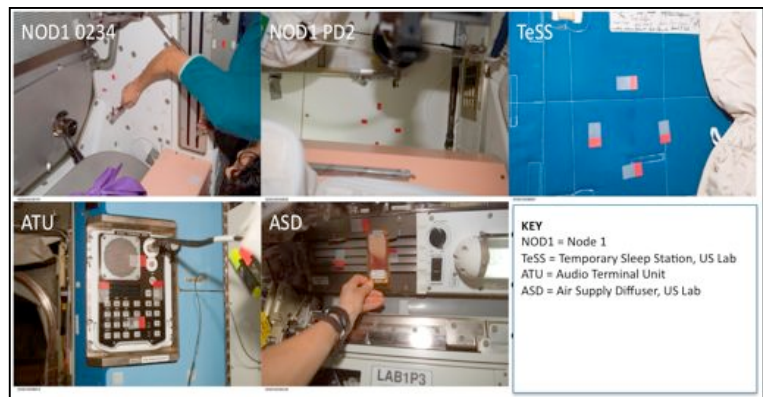 NOD1 0234
NOD1 PD2
TeSS
ATU
ASD
LAB1P3
KEY
NOD1 = Node 1
TeSS = Temporary Sleep Station, US Lab
ATU = Audio Terminal Unit
ASD = Air Supply Diffuser, US Lab